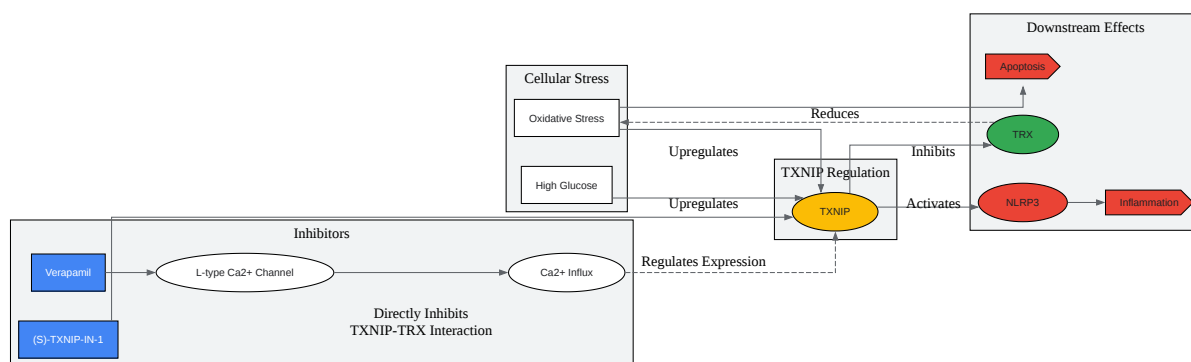 Downstream Effects
Apoptosis
Cellular Stress
Oxidative Stress
Reduces
TRX
Upregulates
Inhibits
TXNIP Regulation
High Glucose
Upregulates
TXNIP
Activates
NLRP3
Inflammation
Inhibitors
Verapamil
L-type Ca2+ Channel
Ca2+ Influx
Regulates Expression
Directly Inhibits
TXNIP-TRX Interaction
(S)-TXNIP-IN-1